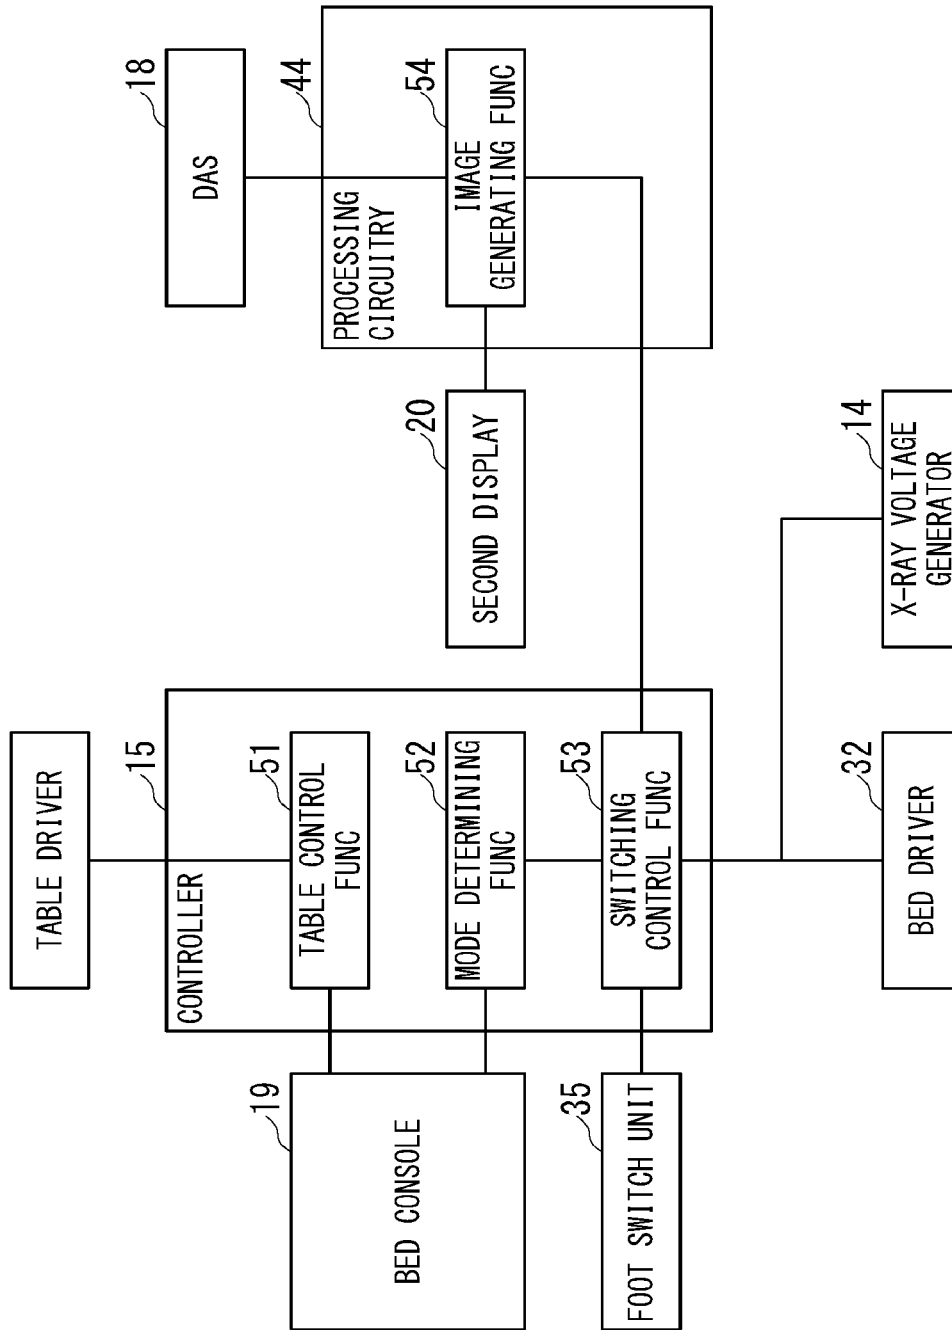 TABLE DRIVER
18
DAS
15
CONTROLLER
44
PROCESSING
CIRCUITRY
19
BED CONSOLE
51
TABLE CONTROL
FUNC
52
MODE DETERMINING
FUNC
20
SECOND DISPLAY
54
IMAGE
GENERATING FUNC
35
FOOT SWITCH UNIT
53
SWITCHING
CONTROL FUNC
32
BED DRIVER
14
X-RAY VOLTAGE
GENERATOR